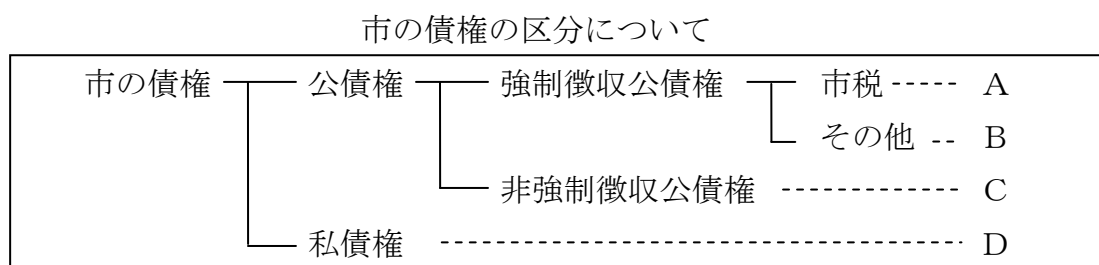 市の債権の区分について
市の債権 公債権 強制徴収公債権 市税 ----- A
その他 -- B
非強制徴収公債権 ------------- C
私債権 -------------------------------------- D